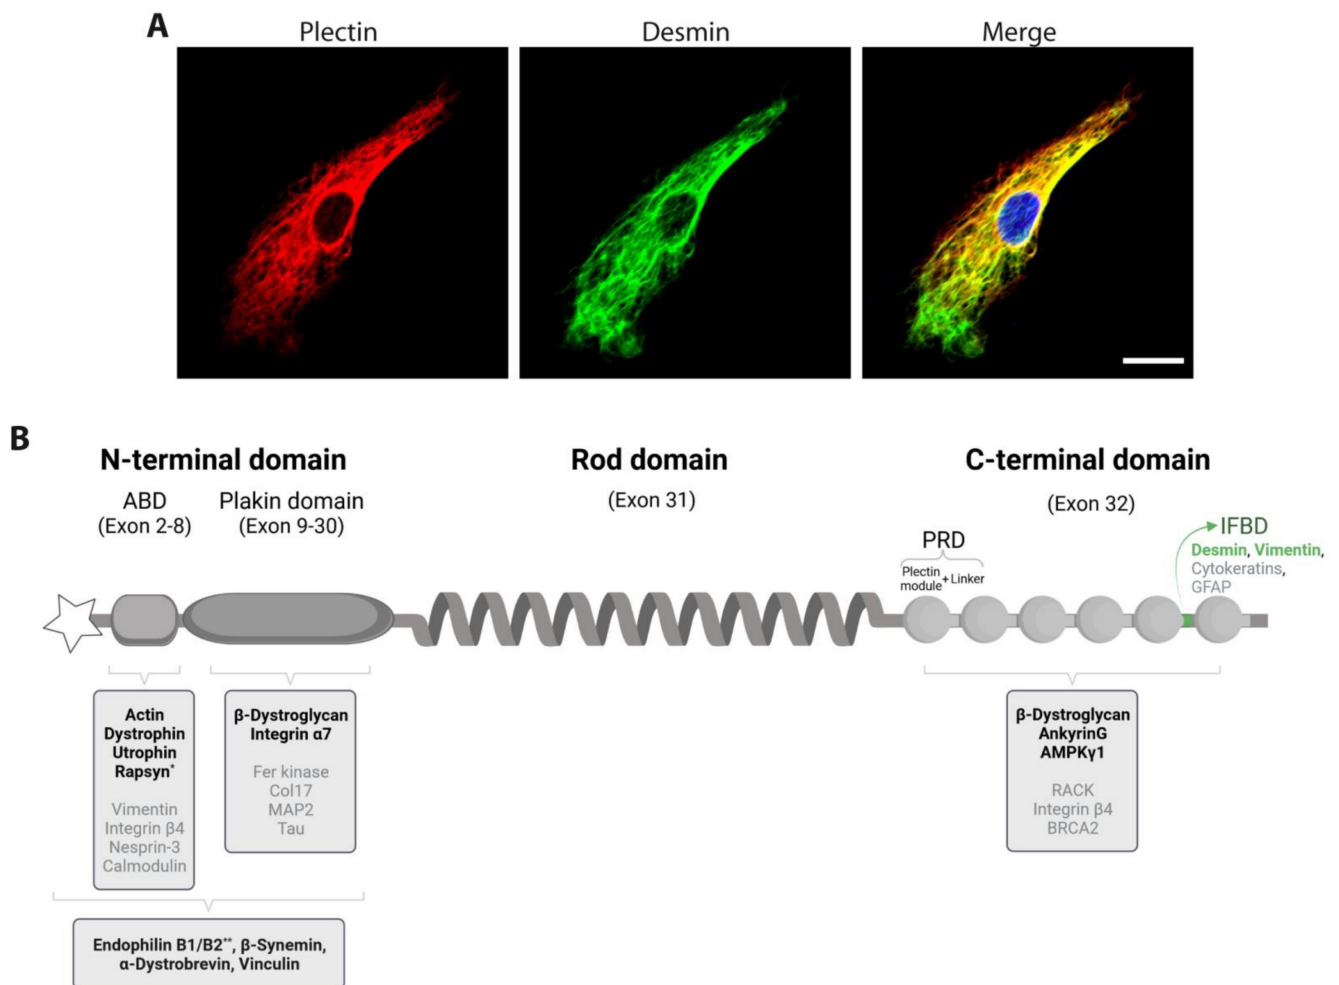 A
Plectin
Desmin
Merge
B
N-terminal domain
Rod domain
C-terminal domain
ABD
(Exon 2-8)
Plakin domain
(Exon 9-30)
(Exon 31)
(Exon 32)
PRD
Plectin
module
+Linker
IFBD
Desmin, Vimentin,
Cytokeratins,
GFAP
Actin
Dystrophin
Utrophin
Rapsyn*
Vimentin
Integrin β4
Nesprin-3
Calmodulin
β-Dystroglycan
Integrin α7
Fer kinase
Col17
MAP2
Tau
β-Dystroglycan
AnkyrinG
AMPKγ1
RACK
Integrin β4
BRCA2
Endophilin B1/B2**, β-Synemin,
α-Dystrobrevin, Vinculin